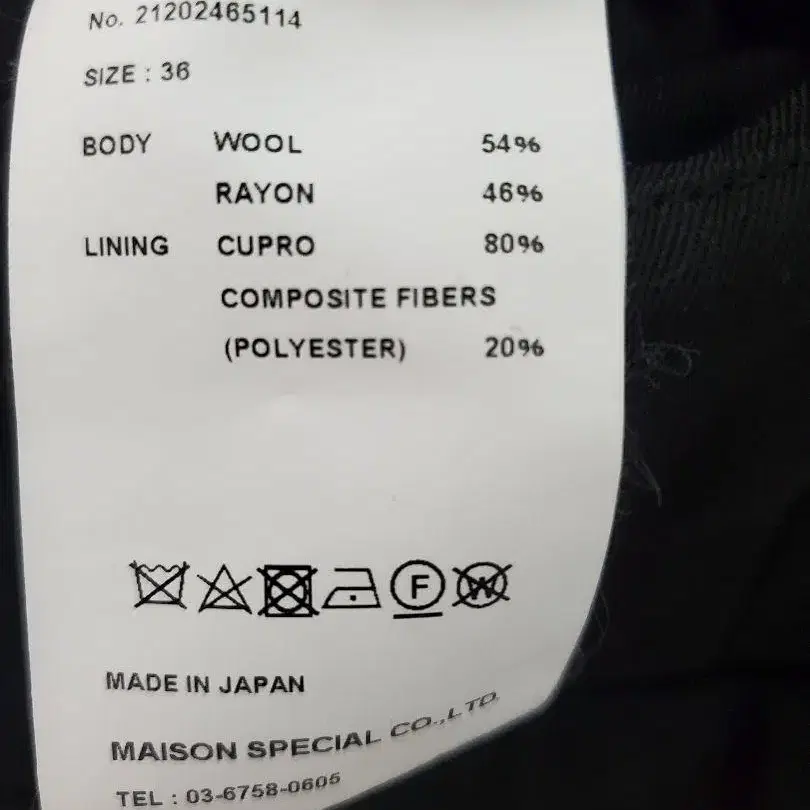 No. 21202465114
SIZE : 36
BODY WOOL 54%
RAYON 46%
LINING CUPRO 80%
COMPOSITE FIBERS
(POLYESTER) 20%
F W
MADE IN JAPAN
MAISON SPECIAL CO.,LTD.
TEL : 03-6758-0605